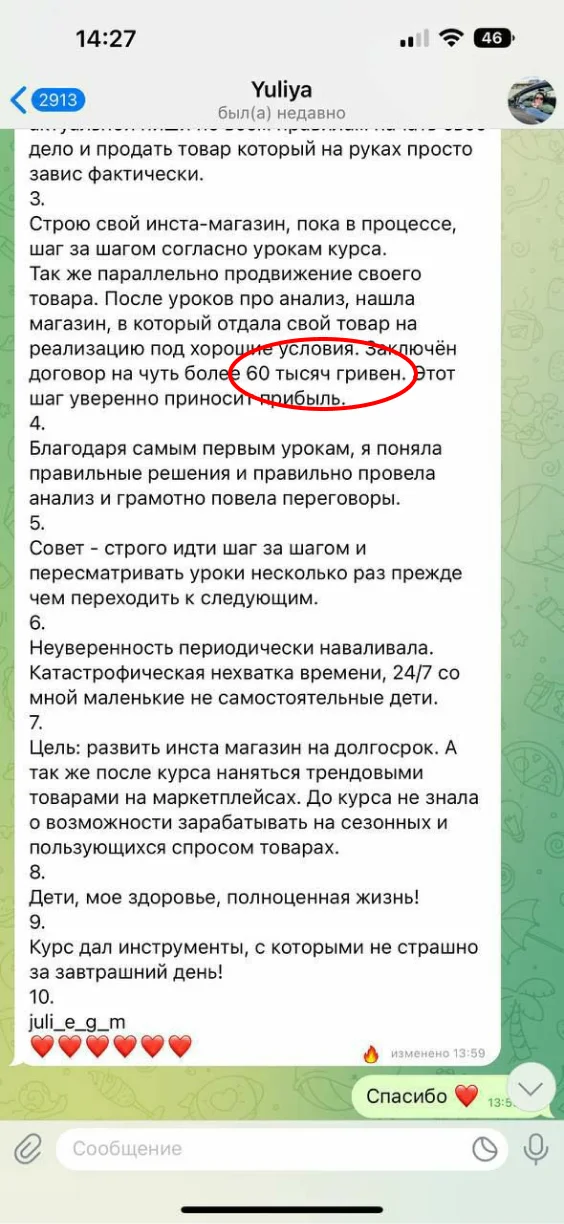 14:27
46
2913
Yuliya
был(а) недавно
дело и продать товар который на руках просто
завис фактически.
3.
Строю свой инста-магазин, пока в процессе,
шаг за шагом согласно урокам курса.
Так же параллельно продвижение своего
товара. После уроков про анализ, нашла
магазин, в который отдала свой товар на
реализацию под хорошие условия. Заключён
договор на чуть более 60 тысяч гривен. Этот
шаг уверенно приносит прибыль.
4.
Благодаря самым первым урокам, я поняла
правильные решения и правильно провела
анализ и грамотно повела переговоры.
5.
Совет - строго идти шаг за шагом и
пересматривать уроки несколько раз прежде
чем переходить к следующим.
6.
Неуверенность периодически наваливала.
Катастрофическая нехватка времени, 24/7 со
мной маленькие не самостоятельные дети.
7.
Цель: развить инста магазин на долгосрок. А
так же после курса наняться трендовыми
товарами на маркетплейсах. До курса не знала
о возможности зарабатывать на сезонных и
пользующихся спросом товарах.
8.
Дети, мое здоровье, полноценная жизнь!
9.
Курс дал инструменты, с которыми не страшно
за завтрашний день!
10.
juli_e_g_m
❤️❤️❤️❤️❤️❤️
🔥 изменено 13:59
Спасибо ❤️
Сообщение